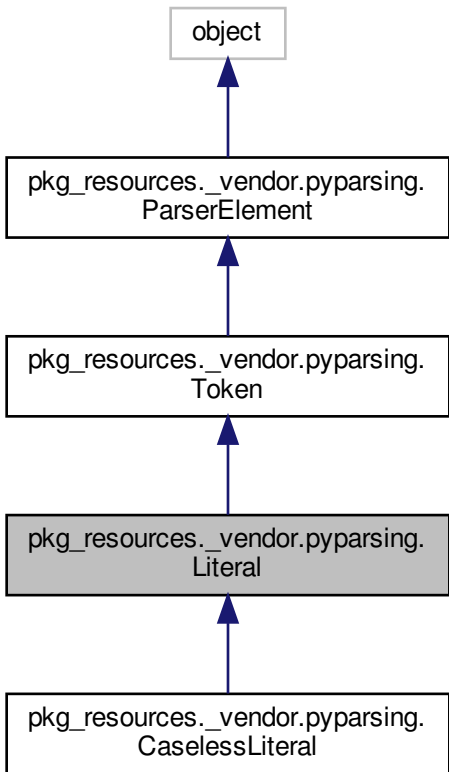 object
pkg_resources._vendor.pyparsing.
ParserElement
pkg_resources._vendor.pyparsing.
Token
pkg_resources._vendor.pyparsing.
Literal
pkg_resources._vendor.pyparsing.
CaselessLiteral